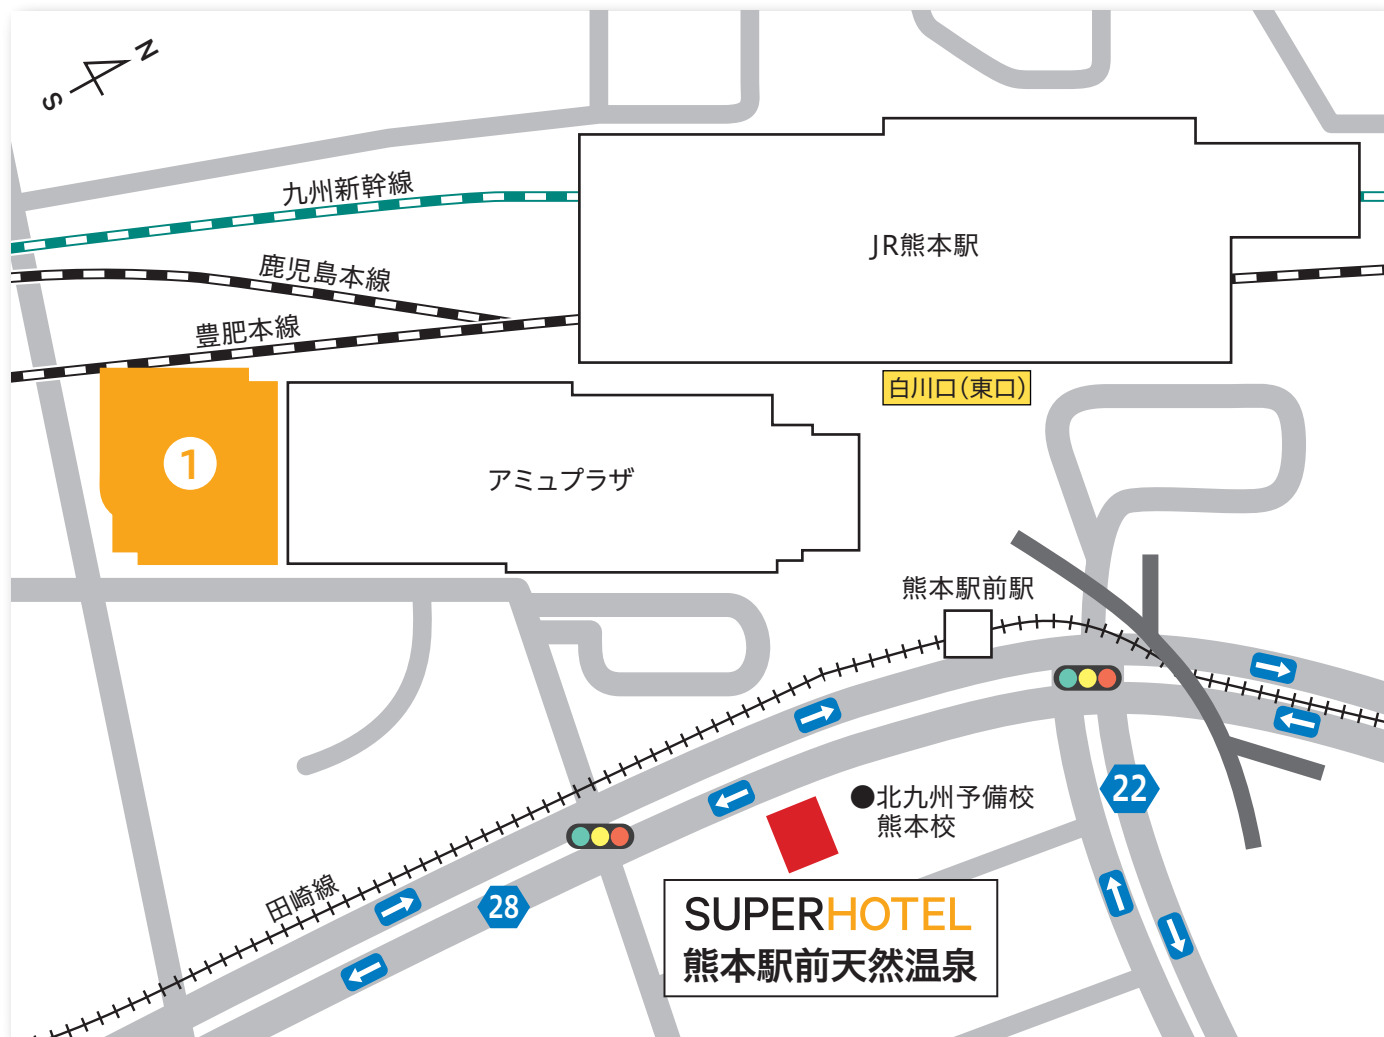 N
S
九州新幹線
鹿児島本線
豊肥本線
JR熊本駅
白川口(東口)
1
アミュプラザ
熊本駅前駅
22
●北九州予備校
熊本校
田崎線
28
SUPERHOTEL
熊本駅前天然温泉